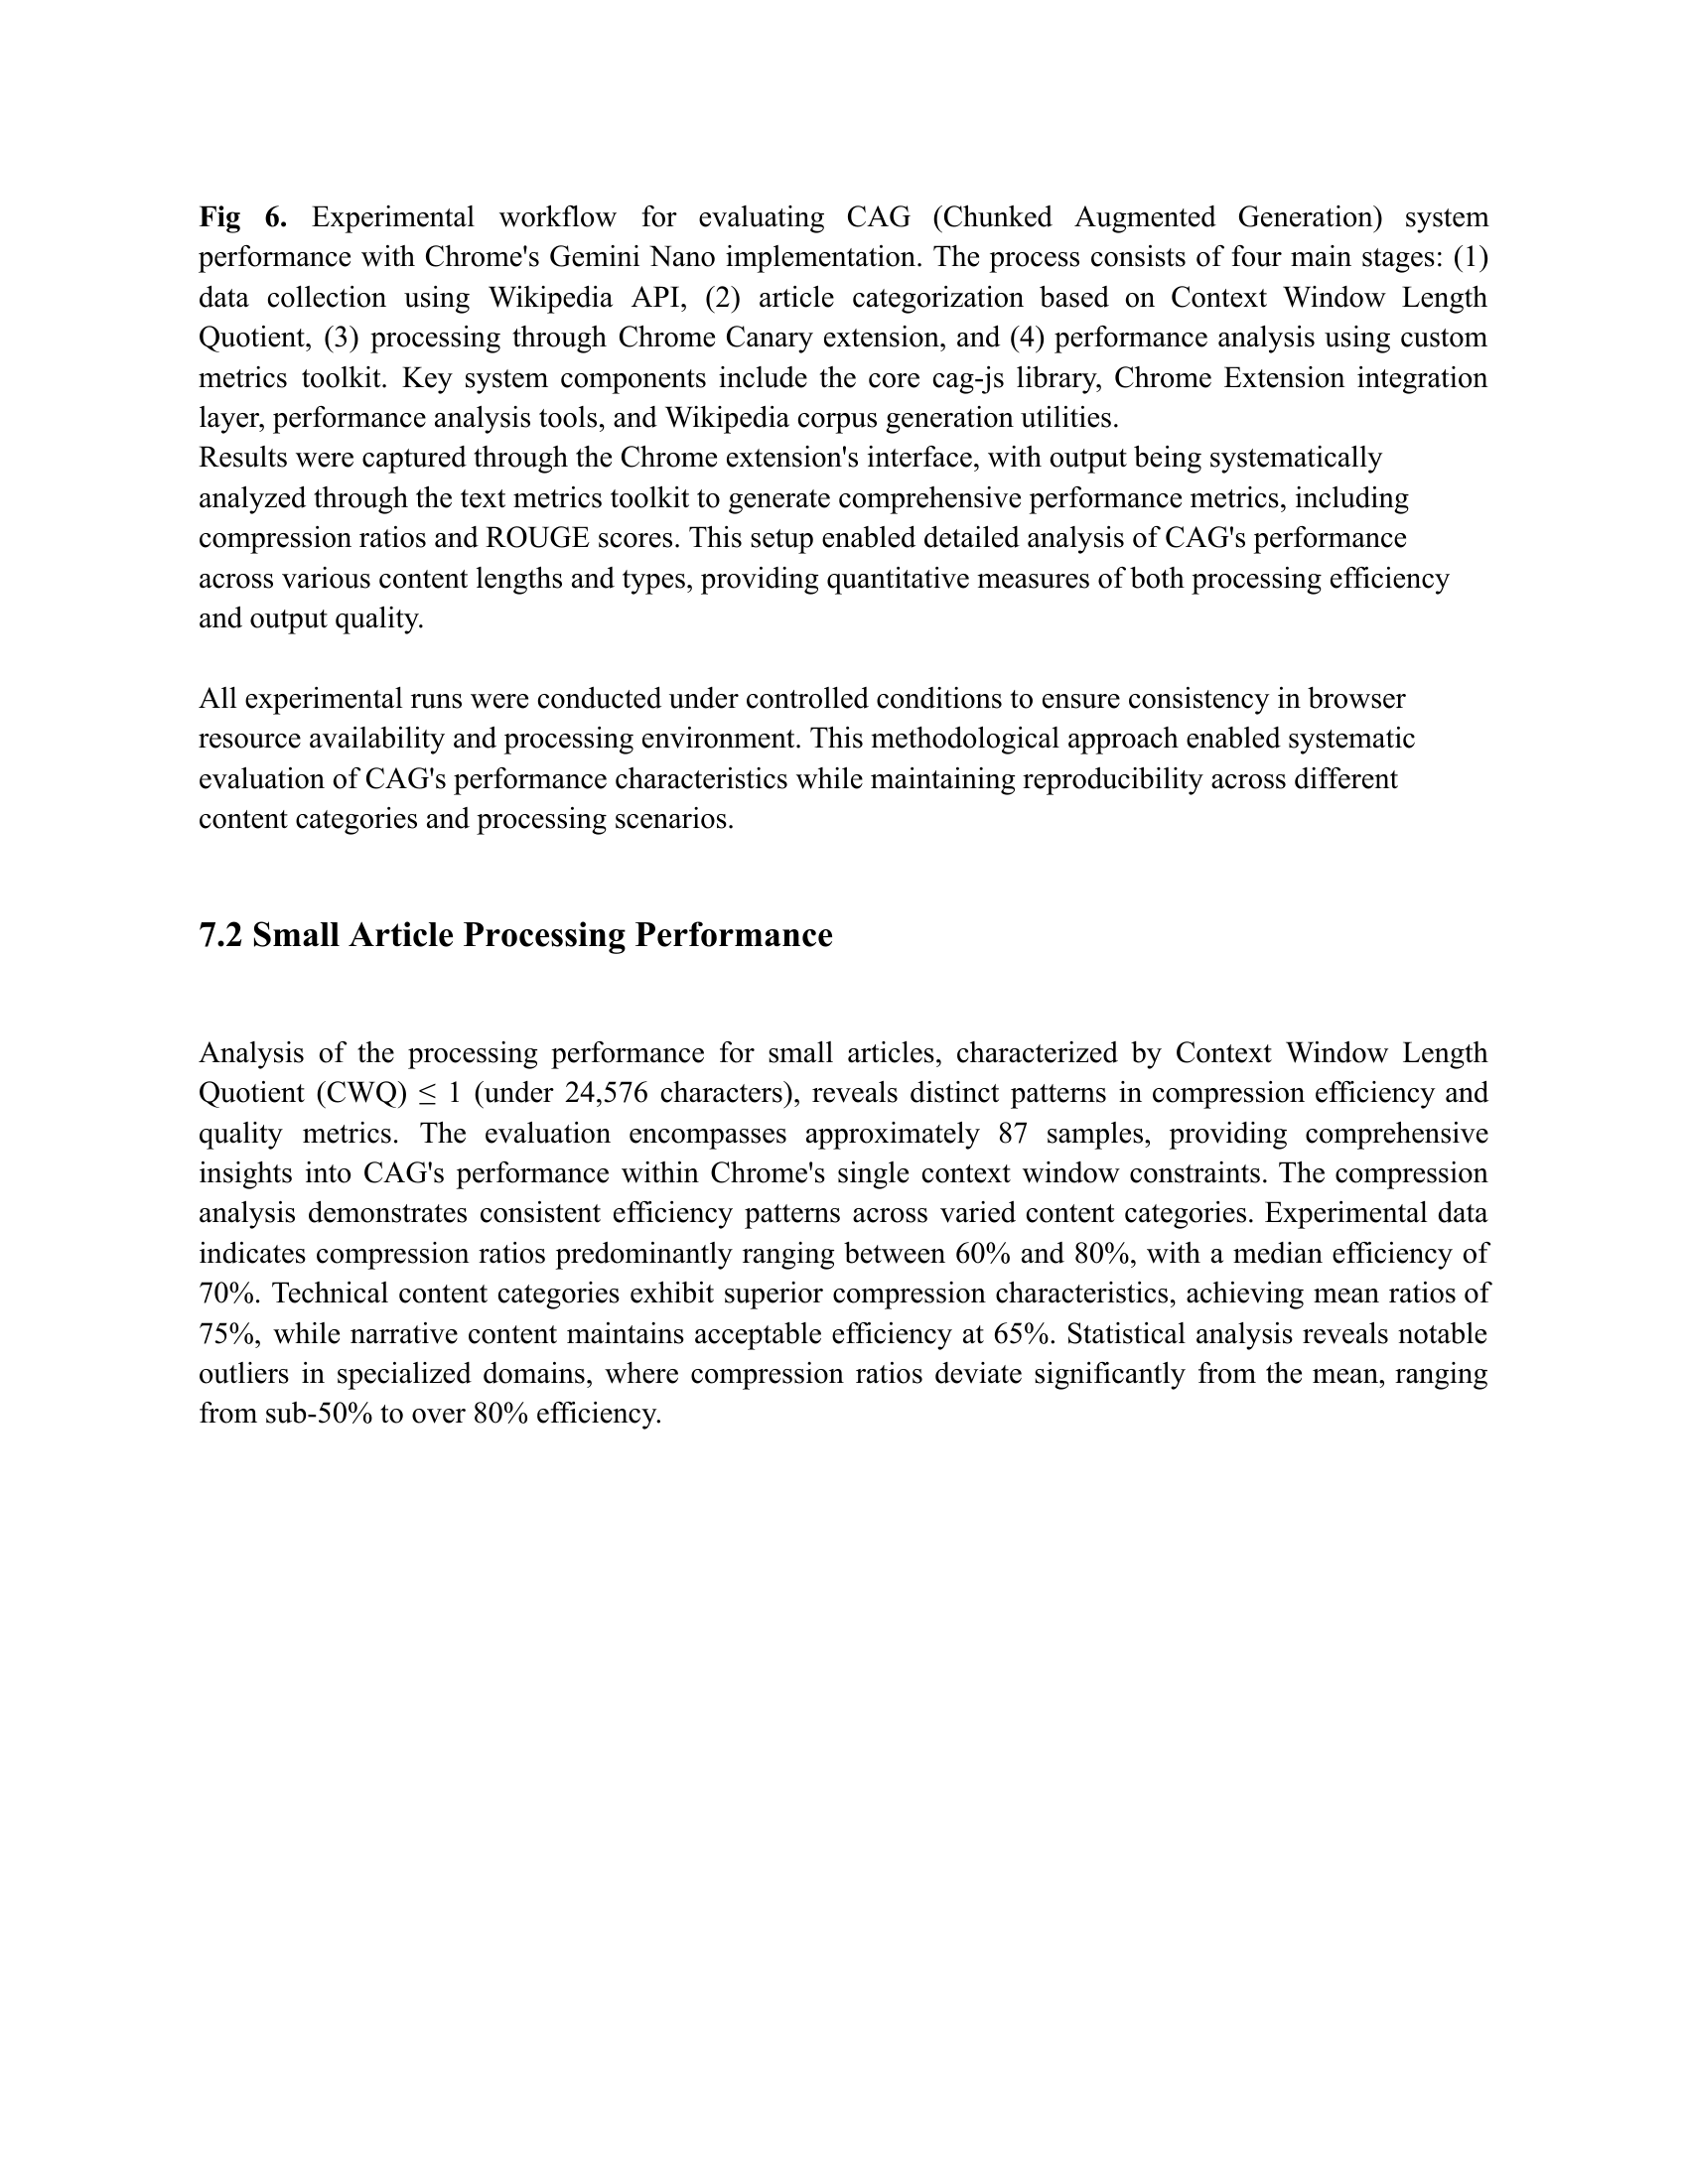 Fig 6. Experimental workflow for evaluating CAG (Chunked Augmented Generation) system
performance with Chrome's Gemini Nano implementation. The process consists of four main stages: (1)
data collection using Wikipedia API, (2) article categorization based on Context Window Length
Quotient, (3) processing through Chrome Canary extension, and (4) performance analysis using custom
metrics toolkit. Key system components include the core cag-js library, Chrome Extension integration
layer, performance analysis tools, and Wikipedia corpus generation utilities.
Results were captured through the Chrome extension's interface, with output being systematically
analyzed through the text metrics toolkit to generate comprehensive performance metrics, including
compression ratios and ROUGE scores. This setup enabled detailed analysis of CAG's performance
across various content lengths and types, providing quantitative measures of both processing efficiency
and output quality.
All experimental runs were conducted under controlled conditions to ensure consistency in browser
resource availability and processing environment. This methodological approach enabled systematic
evaluation of CAG's performance characteristics while maintaining reproducibility across different
content categories and processing scenarios.
7.2 Small Article Processing Performance
Analysis of the processing performance for small articles, characterized by Context Window Length
Quotient (CWQ) ≤ 1 (under 24,576 characters), reveals distinct patterns in compression efficiency and
quality metrics. The evaluation encompasses approximately 87 samples, providing comprehensive
insights into CAG's performance within Chrome's single context window constraints. The compression
analysis demonstrates consistent efficiency patterns across varied content categories. Experimental data
indicates compression ratios predominantly ranging between 60% and 80%, with a median efficiency of
70%. Technical content categories exhibit superior compression characteristics, achieving mean ratios of
75%, while narrative content maintains acceptable efficiency at 65%. Statistical analysis reveals notable
outliers in specialized domains, where compression ratios deviate significantly from the mean, ranging
from sub-50% to over 80% efficiency.